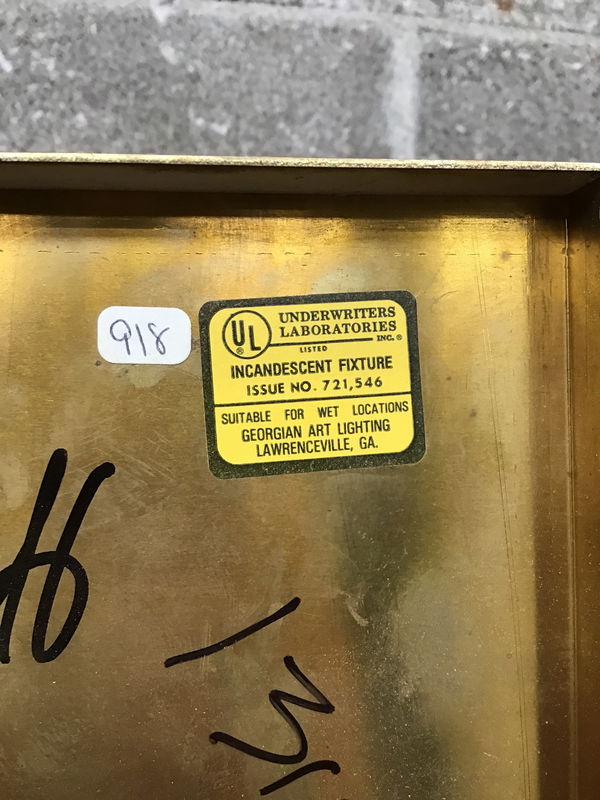 918
UL®
UNDERWRITERS
LABORATORIES
INC.®
LISTED
INCANDESCENT FIXTURE
ISSUE NO. 721,546
SUITABLE FOR WET LOCATIONS
GEORGIAN ART LIGHTING
LAWRENCEVILLE, GA.